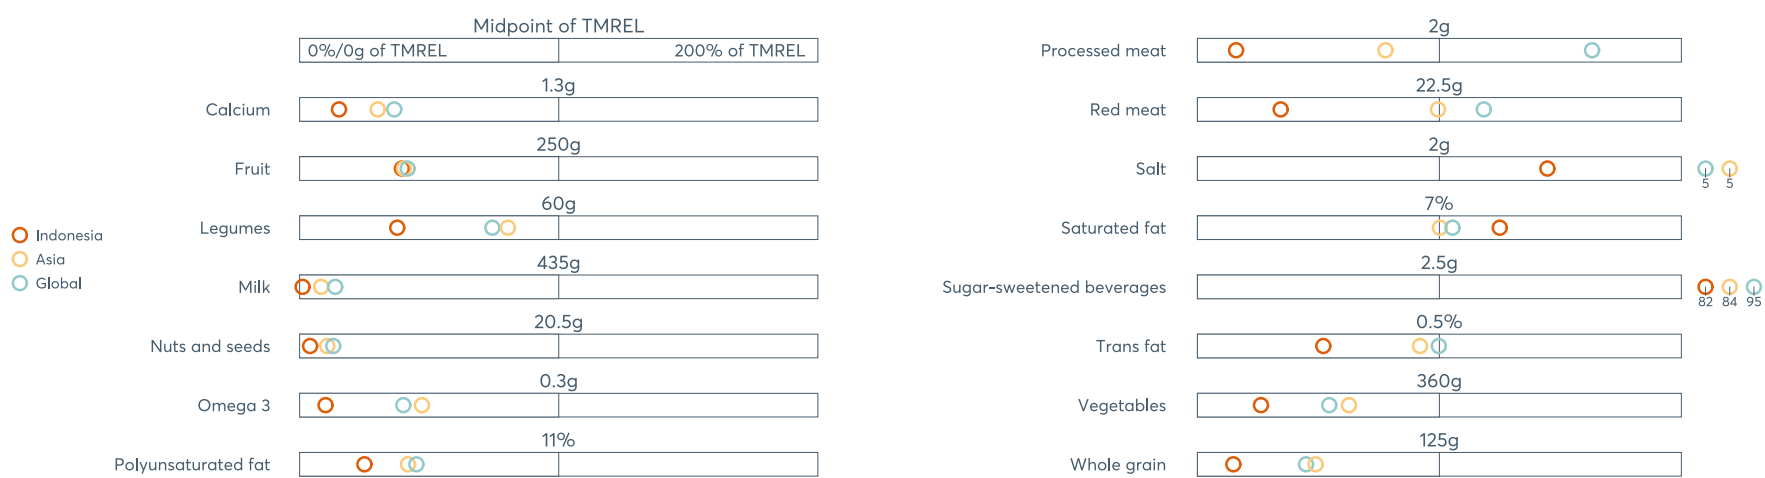 Midpoint of TMREL
0%/0g of TMREL 200% of TMREL
1.3g
Calcium
250g
Fruit
60g
Legumes
435g
Milk
20.5g
Nuts and seeds
0.3g
Omega 3
11%
Polyunsaturated fat
Indonesia
Asia
Global
2g
Processed meat
22.5g
Red meat
2g
Salt
5 5
7%
Saturated fat
2.5g
Sugar-sweetened beverages
82 84 95
0.5%
Trans fat
360g
Vegetables
125g
Whole grain